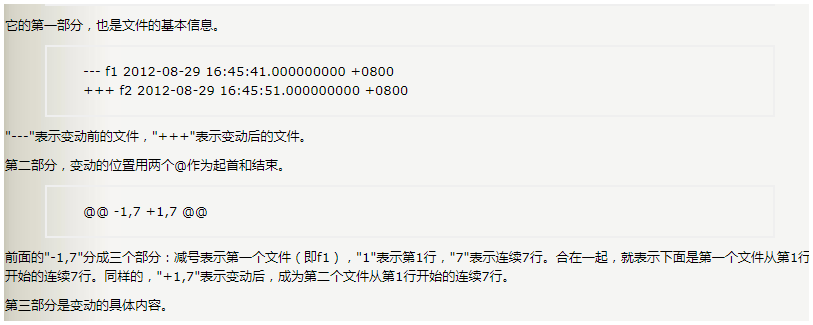 它的第一部分，也是文件的基本信息。
--- f1 2012-08-29 16:45:41.000000000 +0800
+++ f2 2012-08-29 16:45:51.000000000 +0800
"---"表示变动前的文件，"+++"表示变动后的文件。
第二部分，变动的位置用两个@作为起首和结束。
@@ -1,7 +1,7 @@
前面的"-1,7"分成三个部分：减号表示第一个文件（即f1），"1"表示第1行，"7"表示连续7行。合在一起，就表示下面是第一个文件从第1行
开始的连续7行。同样的，"+1,7"表示变动后，成为第二个文件从第1行开始的连续7行。
第三部分是变动的具体内容。